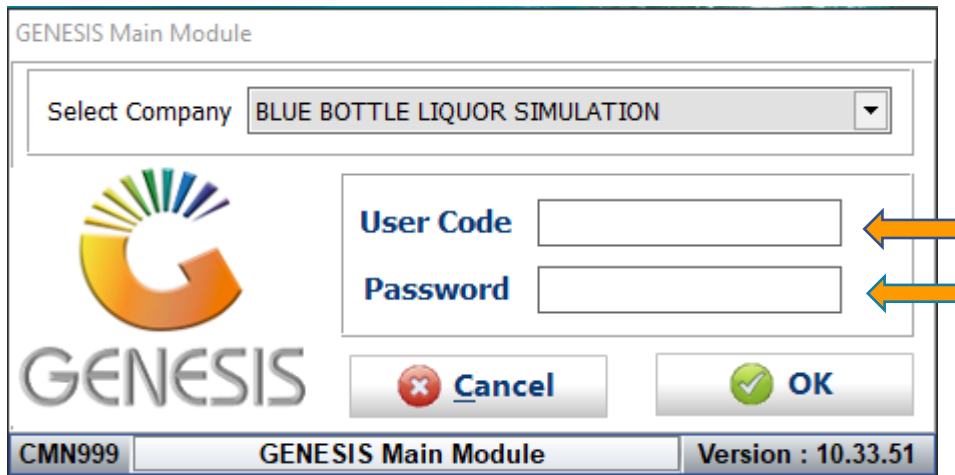 GENESIS Main Module
Select Company BLUE BOTTLE LIQUOR SIMULATION
User Code
Password
GENESIS
Cancel OK
CMN999 GENESIS Main Module Version : 10.33.51